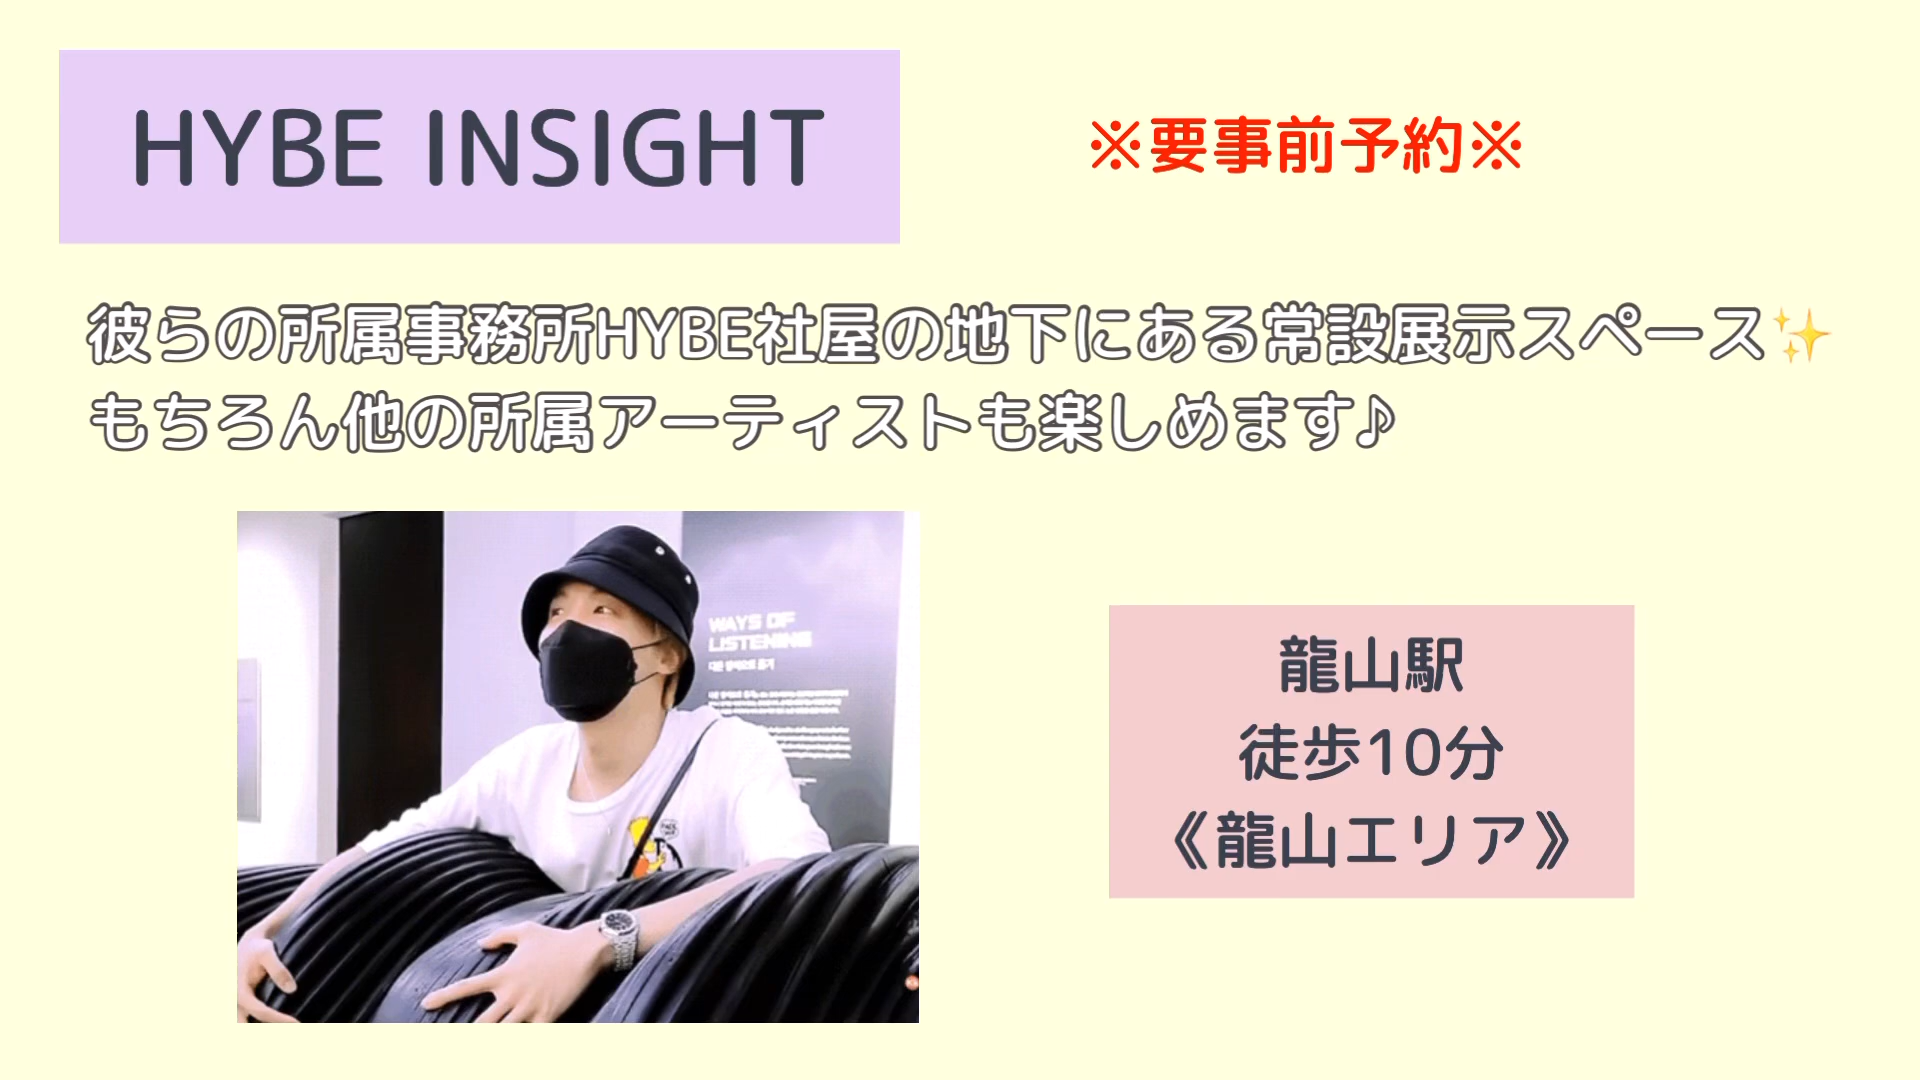 HYBE INSIGHT
※要事前予約※
彼らの所属事務所HYBE社屋の地下にある常設展示スペース✨
もちろん他の所属アーティストも楽しめます♪
WAYS OF
LISTENING
龍山駅
徒歩10分
《龍山エリア》